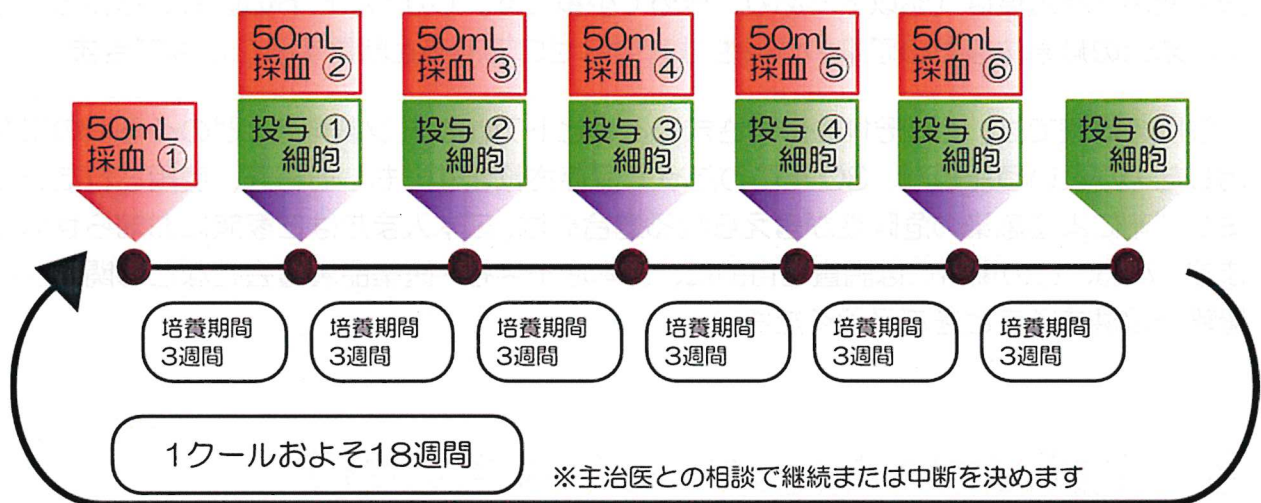 50mL
採血 ①
50mL
採血 ②
投与 ①
細胞
50mL
採血 ③
投与 ②
細胞
50mL
採血 ④
投与 ③
細胞
50mL
採血 ⑤
投与 ④
細胞
50mL
採血 ⑥
投与 ⑤
細胞
投与 ⑥
細胞
培養期間
3週間
培養期間
3週間
培養期間
3週間
培養期間
3週間
培養期間
3週間
培養期間
3週間
1クールおよそ18週間
※主治医との相談で継続または中断を決めます